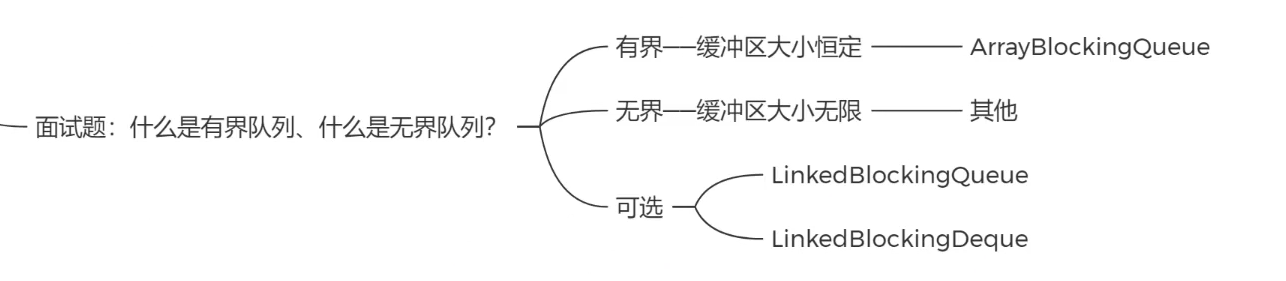 有界——缓冲区大小恒定
ArrayBlockingQueue
无界——缓冲区大小无限
其他
面试题：什么是有界队列、什么是无界队列？
LinkedBlockingQueue
可选
LinkedBlockingDeque